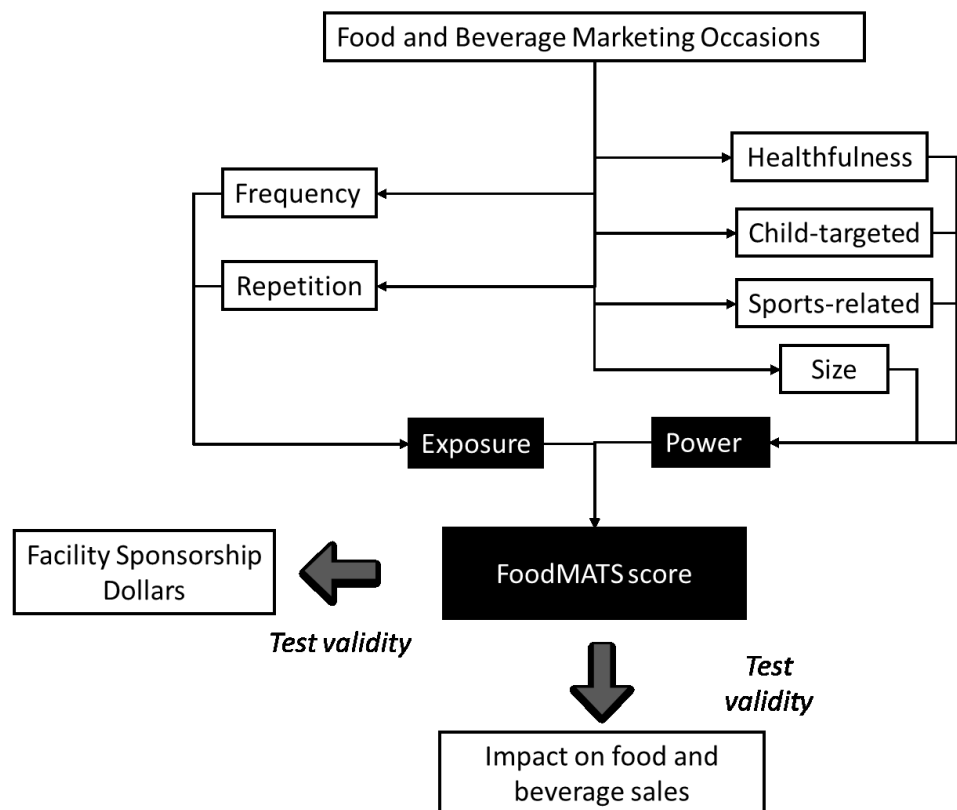 Food and Beverage Marketing Occasions
Healthfulness
Frequency
Child-targeted
Repetition
Sports-related
Size
Exposure
Power
Facility Sponsorship
Dollars
FoodMATS score
Test validity
Test
validity
Impact on food and
beverage sales